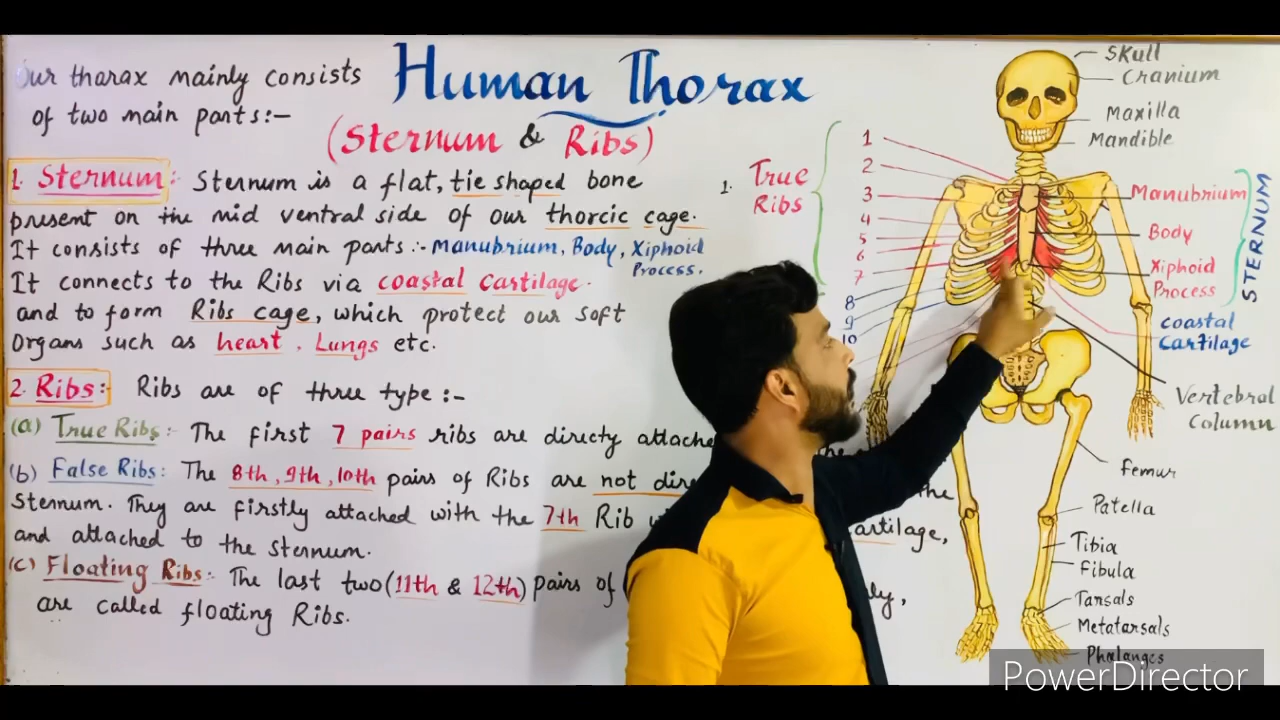 Our thorax mainly consists
of two main parts:-
Human Thorax
(Sternum & Ribs)
1. Sternum: Sternum is a flat, tie shaped bone
present on the mid ventral side of our thorcic cage.
It consists of three main parts :- Manubrium, Body, Xiphoid
Process.
It connects to the Ribs via coastal cartilage.
and to form Ribs cage, which protect our soft
Organs such as heart, Lungs etc.
2. Ribs:- Ribs are of three type :-
(a) True Ribs:- The first 7 pairs ribs are directy attache
(b) False Ribs: The 8th, 9th, 10th pairs of Ribs are not dire
Sternum. They are firstly attached with the 7th Rib
artilage,
and attached to the sternum.
(c) Floating Ribs:- The last two (11th & 12th) pairs of
are called floating Ribs.
1. True
Ribs
1
2
3
4
5
6
7
8
9
10
Skull
Cranium
Maxilla
Mandible
Manubrium
Body
Xiphoid
Process
STERNUM
Coastal
Cartilage
Vertebral
Column
Femur
Patella
Tibia
Fibula
Tarsals
Metatarsals
Phalanges
PowerDirector